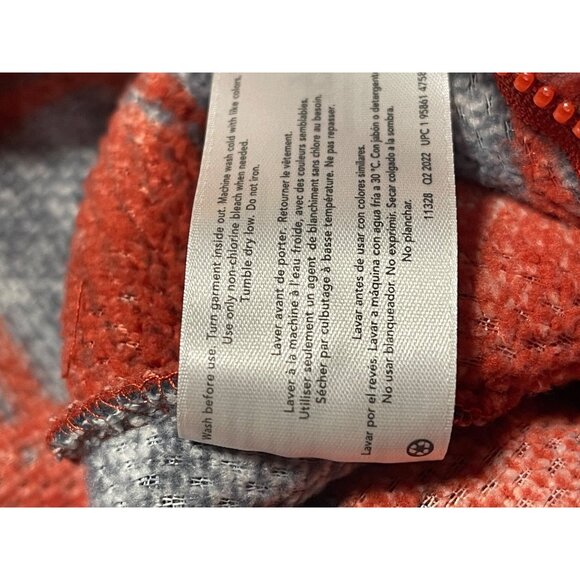 Wash before use. Turn garment inside out. Machine wash cold with like colors.
Use only non-chlorine bleach when needed.
Tumble dry low. Do not iron.
Laver avant de porter. Retourner le vêtement.
Laver à la machine à l'eau froide, avec des couleurs semblables.
Utiliser seulement un agent de blanchiment sans chlore au besoin.
Sécher par culbutage à basse température. Ne pas repasser.
Lavar antes de usar con colores similares.
Lavar por el revés. Lavar a máquina con agua fría a 30 °C. Con jabón o detergente
No usar blanqueador. No exprimir. Secar colgado a la sombra.
No planchar.
11328 Q2 2022 UPC 1 95861 4758